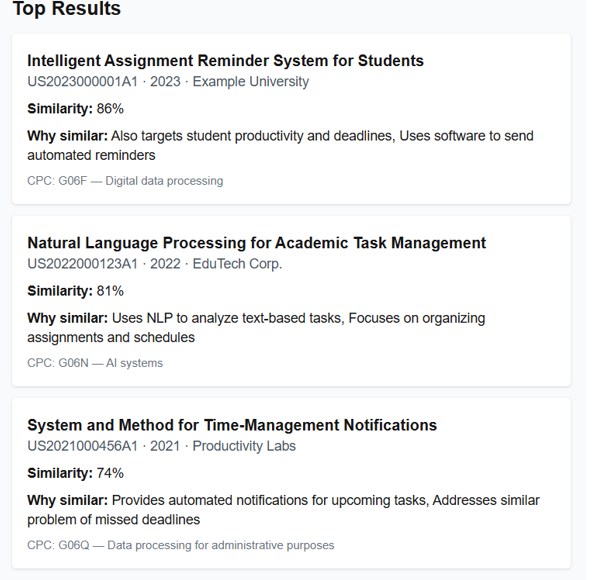 Top Results
Intelligent Assignment Reminder System for Students
US2023000001A1 · 2023 · Example University
Similarity: 86%
Why similar: Also targets student productivity and deadlines, Uses software to send
automated reminders
CPC: G06F — Digital data processing
Natural Language Processing for Academic Task Management
US2022000123A1 · 2022 · EduTech Corp.
Similarity: 81%
Why similar: Uses NLP to analyze text-based tasks, Focuses on organizing
assignments and schedules
CPC: G06N — AI systems
System and Method for Time-Management Notifications
US2021000456A1 · 2021 · Productivity Labs
Similarity: 74%
Why similar: Provides automated notifications for upcoming tasks, Addresses similar
problem of missed deadlines
CPC: G06Q — Data processing for administrative purposes